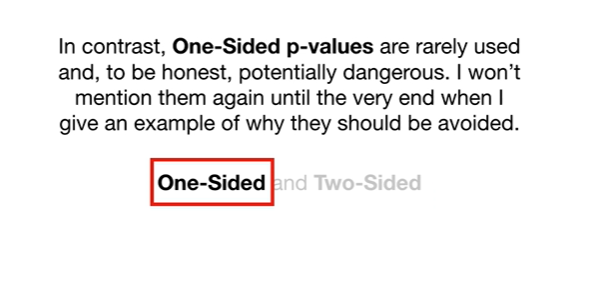 In contrast, One-Sided p-values are rarely used
and, to be honest, potentially dangerous. I won’t
mention them again until the very end when I
give an example of why they should be avoided.
One-Sided and Two-Sided